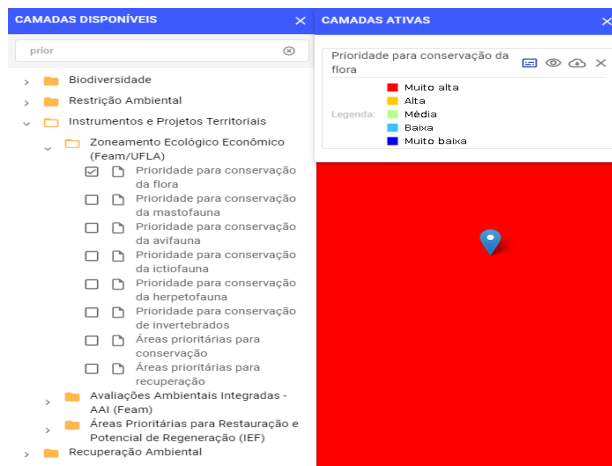 CAMADAS DISPONÍVEIS
prior
Biodiversidade
Restrição Ambiental
Instrumentos e Projetos Territoriais
Zoneamento Ecológico Econômico
(Feam/UFLA)
Prioridade para conservação
da flora
Prioridade para conservação
da mastofauna
Prioridade para conservação
da avifauna
Prioridade para conservação
da ictiofauna
Prioridade para conservação
da herpetofauna
Prioridade para conservação
de invertebrados
Áreas prioritárias para
conservação
Áreas prioritárias para
recuperação
Avaliações Ambientais Integradas -
AAI (Feam)
Áreas Prioritárias para Restauração e
Potencial de Regeneração (IEF)
Recuperação Ambiental
CAMADAS ATIVAS
Prioridade para conservação da
flora
Legenda:
Muito alta
Alta
Média
Baixa
Muito baixa